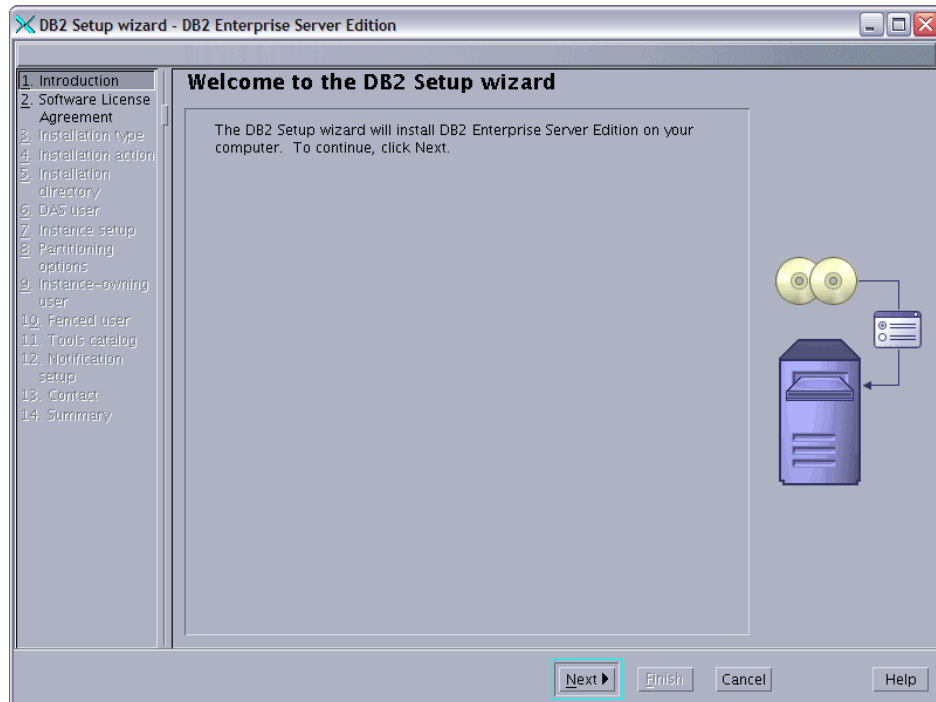 DB2 Setup wizard - DB2 Enterprise Server Edition
1. Introduction
2. Software License
Agreement
3. Installation type
4. Installation action
5. Installation
directory
6. DAS user
7. Instance setup
8. Partitioning
options
9. Instance-owning
user
10. Fenced user
11. Tools catalog
12. Notification
setup
13. Contact
14. Summary
Welcome to the DB2 Setup wizard
The DB2 Setup wizard will install DB2 Enterprise Server Edition on your
computer. To continue, click Next.
Next
Finish
Cancel
Help